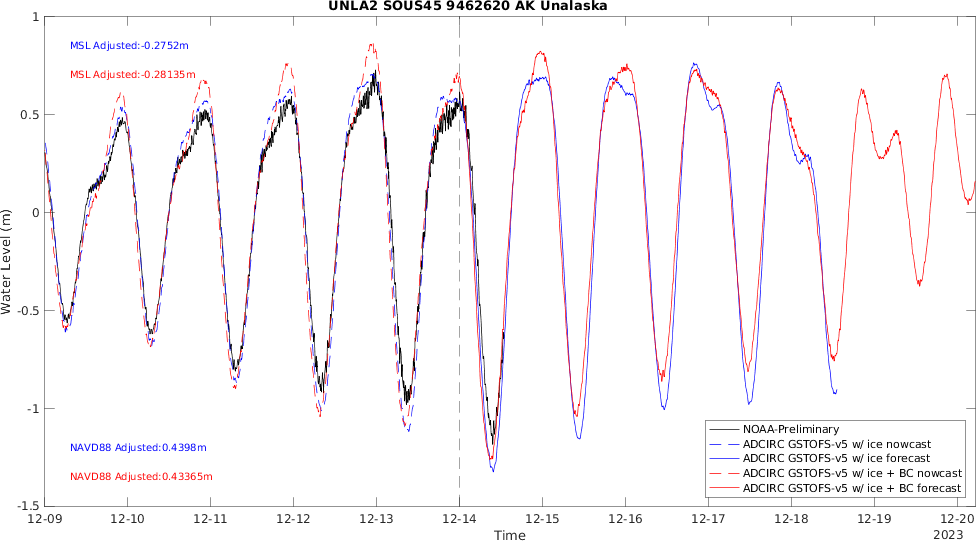 UNLA2 SOUS45 9462620 AK Unalaska
MSL Adjusted:-0.2752m
MSL Adjusted:-0.28135m
NAVD88 Adjusted:0.4398m
NAVD88 Adjusted:0.43365m
1
0.5
0
-0.5
-1
-1.5
Water Level (m)
NOAA-Preliminary
ADCIRC GSTOFS-v5 w/ ice nowcast
ADCIRC GSTOFS-v5 w/ ice forecast
ADCIRC GSTOFS-v5 w/ ice + BC nowcast
ADCIRC GSTOFS-v5 w/ ice + BC forecast
12-09 12-10 12-11 12-12 12-13 12-14 12-15 12-16 12-17 12-18 12-19 12-20
Time
2023